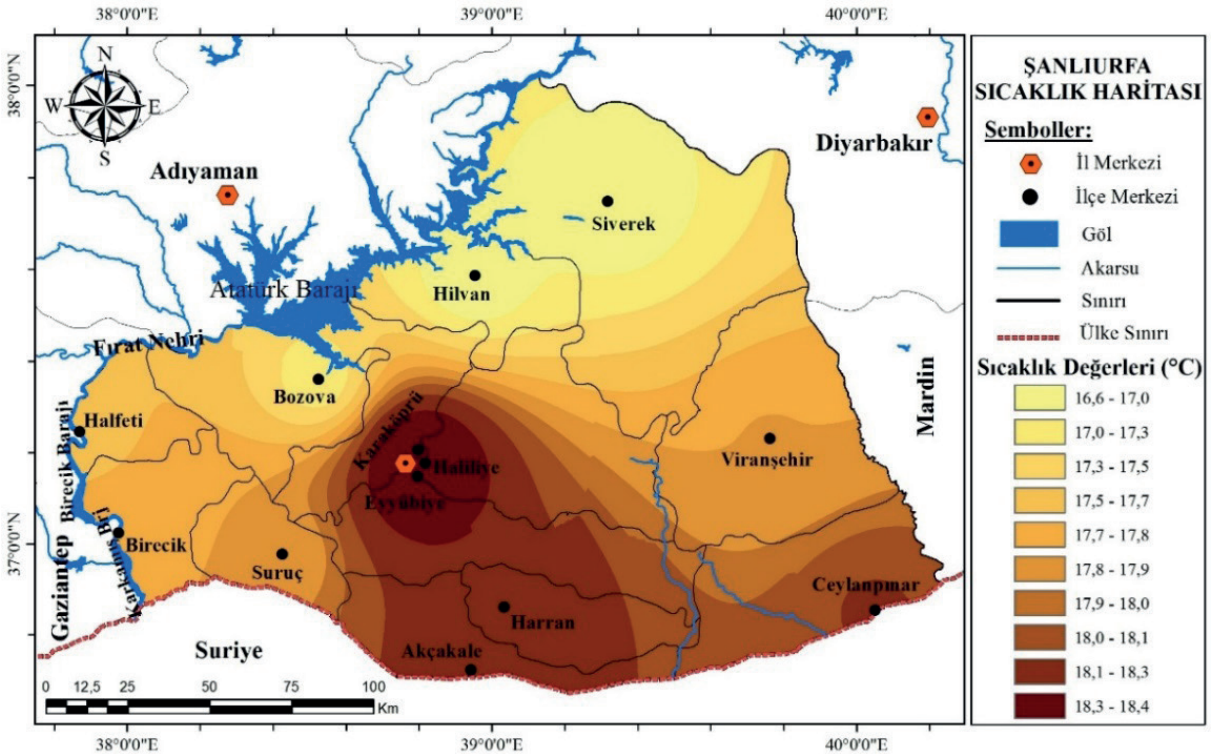 38°0'0"E 39°0'0"E 40°0'0"E
38°0'0"N
37°0'0"N
N
W E
S
Adıyaman
Diyarbakır
Siverek
Hilvan
Atatürk Barajı
Fırat Nehri
Bozova
Halfeti
Birecik Barajı
Karaköprü
Haliliye
Eyyübiye
Viranşehir
Mardin
Gaziantep
Birecik
Karkamış Brj
Suruç
Ceylanpınar
Harran
Akçakale
Suriye
0 12,5 25 50 75 100
Km
38°0'0"E 39°0'0"E 40°0'0"E
ŞANLIURFA
SICAKLIK HARİTASI
Semboller:
İl Merkezi
İlçe Merkezi
Göl
Akarsu
Sınırı
Ülke Sınırı
Sıcaklık Değerleri (°C)
16,6 - 17,0
17,0 - 17,3
17,3 - 17,5
17,5 - 17,7
17,7 - 17,8
17,8 - 17,9
17,9 - 18,0
18,0 - 18,1
18,1 - 18,3
18,3 - 18,4